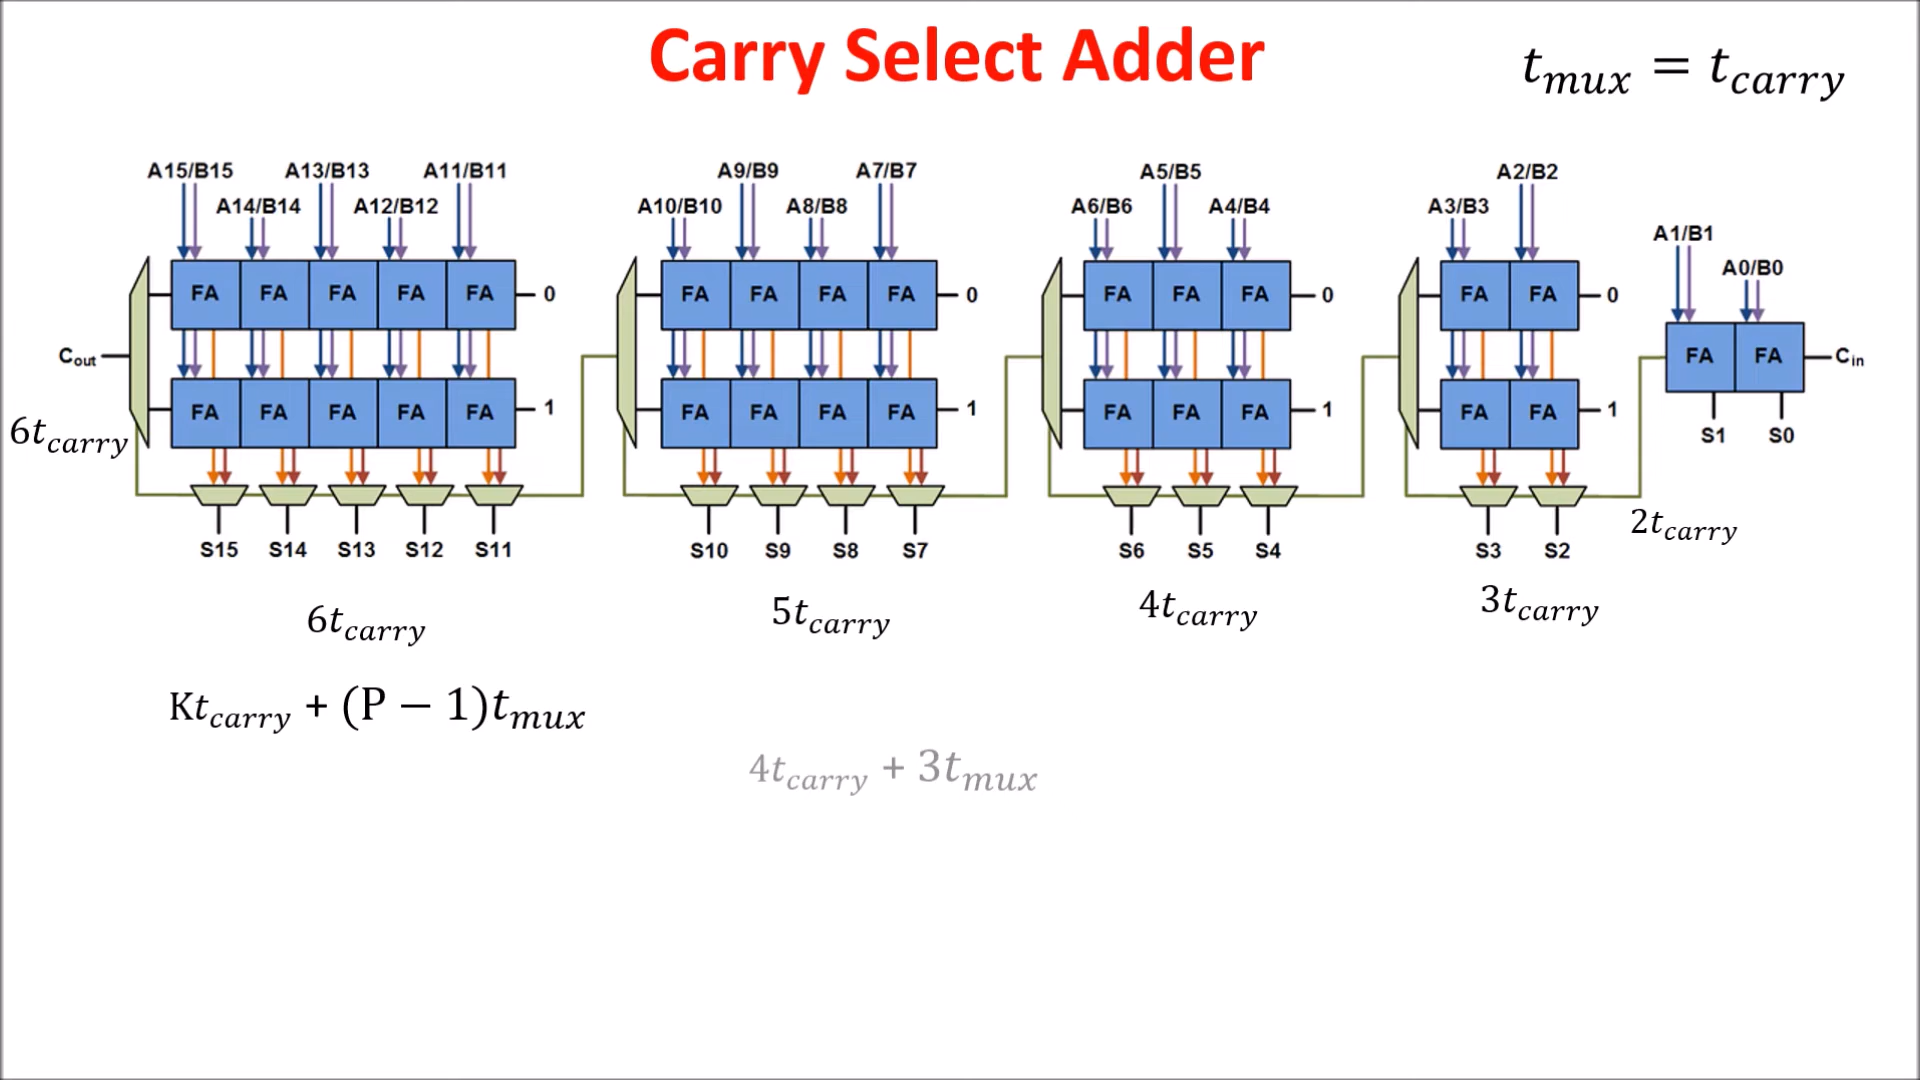 Carry Select Adder
t_mux = t_carry
A15/B15 A13/B13 A11/B11 A9/B9 A7/B7 A5/B5 A2/B2
A14/B14 A12/B12 A10/B10 A8/B8 A6/B6 A4/B4 A3/B3
A1/B1
A0/B0
FA FA FA FA FA 0 FA FA FA FA 0 FA FA FA 0 FA FA 0
C_out FA FA C_in
FA FA FA FA FA 1 FA FA FA FA 1 FA FA FA 1 FA FA 1
6t_carry
S1 S0
2t_carry
S15 S14 S13 S12 S11 S10 S9 S8 S7 S6 S5 S4 S3 S2
6t_carry 5t_carry 4t_carry 3t_carry
Kt_carry + (P − 1)t_mux
4t_carry + 3t_mux